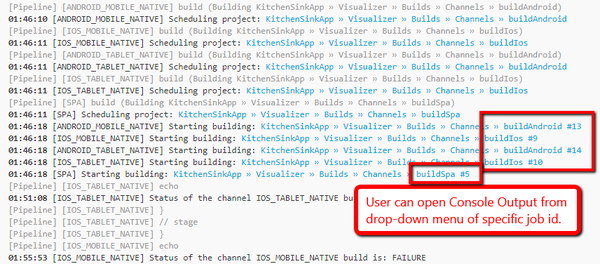 [Pipeline] [ANDROID_MOBILE_NATIVE] build (Building KitchenSinkApp » Visualizer » Builds » Channels » buildAndroid)
01:46:10 [ANDROID_MOBILE_NATIVE] Scheduling project: KitchenSinkApp » Visualizer » Builds » Channels » buildAndroid
[Pipeline] [IOS_MOBILE_NATIVE] build (Building KitchenSinkApp » Visualizer » Builds » Channels » buildIos)
01:46:11 [IOS_MOBILE_NATIVE] Scheduling project: KitchenSinkApp » Visualizer » Builds » Channels » buildIos
[Pipeline] [ANDROID_TABLET_NATIVE] build (Building KitchenSinkApp » Visualizer » Builds » Channels » buildAndroid)
01:46:11 [ANDROID_TABLET_NATIVE] Scheduling project: KitchenSinkApp » Visualizer » Builds » Channels » buildAndroid
[Pipeline] [IOS_TABLET_NATIVE] build (Building KitchenSinkApp » Visualizer » Builds » Channels » buildIos)
01:46:11 [IOS_TABLET_NATIVE] Scheduling project: KitchenSinkApp » Visualizer » Builds » Channels » buildIos
[Pipeline] [SPA] build (Building KitchenSinkApp » Visualizer » Builds » Channels » buildSpa)
01:46:11 [SPA] Scheduling project: KitchenSinkApp » Visualizer » Builds » Channels » buildSpa
01:46:18 [ANDROID_MOBILE_NATIVE] Starting building: KitchenSinkApp » Visualizer » Builds » Channels » buildAndroid #13
01:46:18 [IOS_MOBILE_NATIVE] Starting building: KitchenSinkApp » Visualizer » Builds » Channels » buildIos #9
01:46:18 [ANDROID_TABLET_NATIVE] Starting building: KitchenSinkApp » Visualizer » Builds » Channels » buildAndroid #14
01:46:18 [IOS_TABLET_NATIVE] Starting building: KitchenSinkApp » Visualizer » Builds » Channels » buildIos #10
01:46:18 [SPA] Starting building: KitchenSinkApp » Visualizer » Builds » Channels » buildSpa #5
[Pipeline] [IOS_TABLET_NATIVE] echo
01:51:08 [IOS_TABLET_NATIVE] Status of the channel IOS_TABLET_NATIVE
[Pipeline] [IOS_TABLET_NATIVE] }
[Pipeline] [IOS_TABLET_NATIVE] // stage
[Pipeline] [IOS_TABLET_NATIVE] }
[Pipeline] [IOS_MOBILE_NATIVE] echo
01:55:53 [IOS_MOBILE_NATIVE] Status of the channel IOS_MOBILE_NATIVE build is: FAILURE
User can open Console Output from
drop-down menu of specific job id.